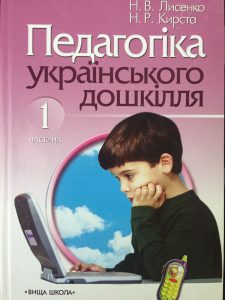 Н. В. Лисенко
Н. Р. Кирста
Педагогіка
українського
дошкілля
1
ЧАСТИНА
•ВИЩА ШКОЛА•